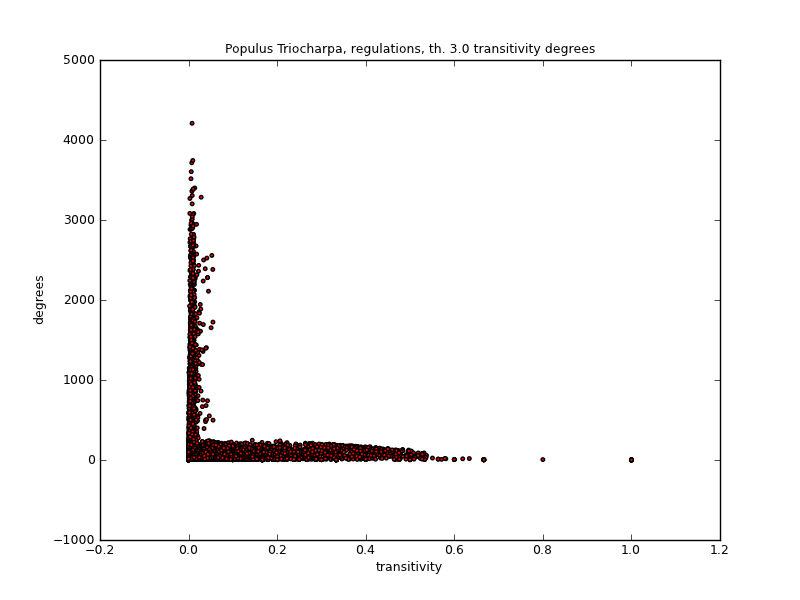 Populus Triocharpa, regulations, th. 3.0 transitivity degrees
5000
4000
3000
2000
1000
0
−1000
degrees
−0.2 0.0 0.2 0.4 0.6 0.8 1.0 1.2
transitivity